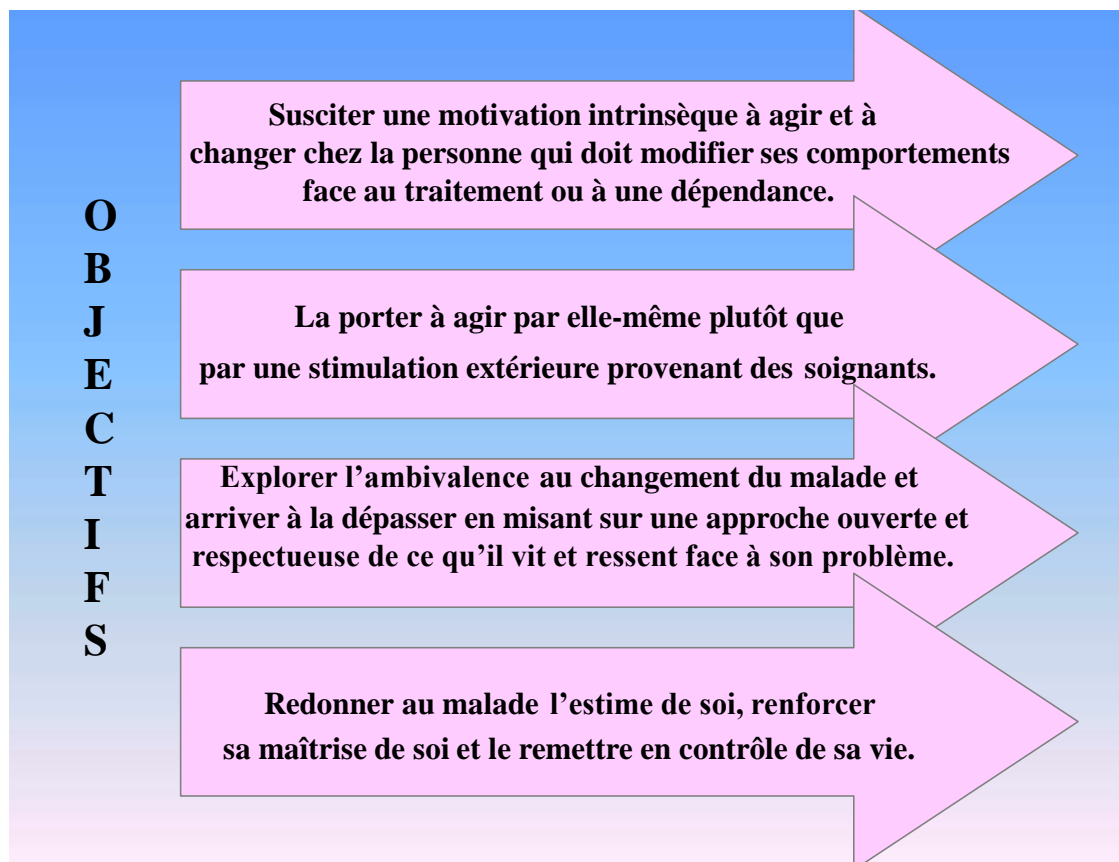 OBJECTIFS
Susciter une motivation intrinsèque à agir et à
changer chez la personne qui doit modifier ses comportements
face au traitement ou à une dépendance.
La porter à agir par elle-même plutôt que
par une stimulation extérieure provenant des soignants.
Explorer l’ambivalence au changement du malade et
arriver à la dépasser en misant sur une approche ouverte et
respectueuse de ce qu’il vit et ressent face à son problème.
Redonner au malade l’estime de soi, renforcer
sa maîtrise de soi et le remettre en contrôle de sa vie.